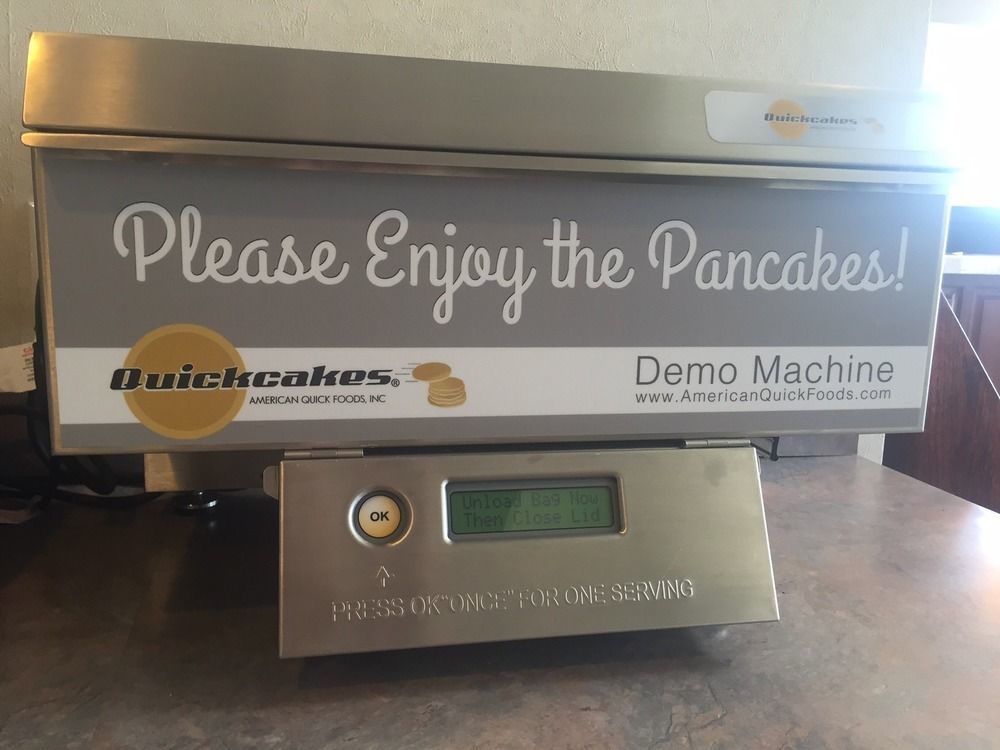 Quickcakes
Please Enjoy the Pancakes!
Quickcakes®
AMERICAN QUICK FOODS, INC
Demo Machine
www.AmericanQuickFoods.com
OK
Unload Bag Now
Then Close Lid
PRESS OK "ONCE" FOR ONE SERVING